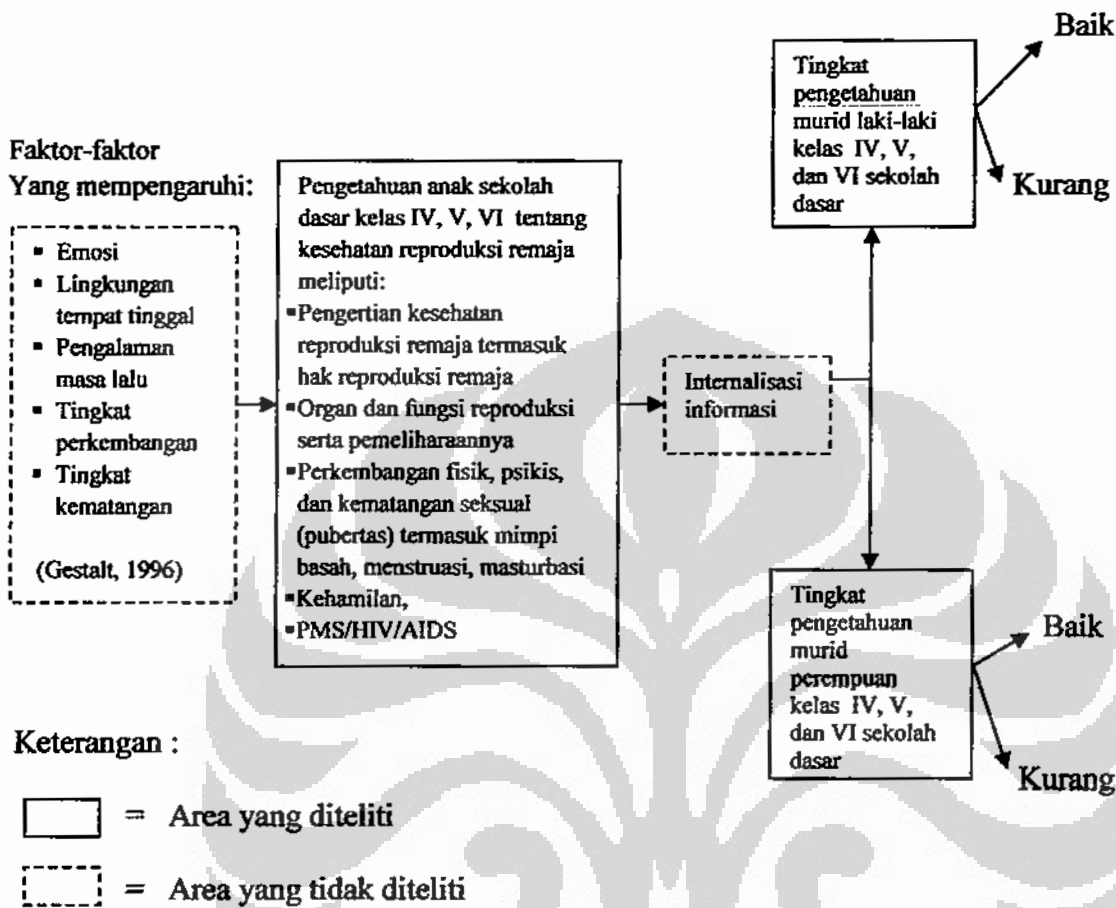 Faktor-faktor
Yang mempengaruhi:
▪ Emosi
▪ Lingkungan
tempat tinggal
▪ Pengalaman
masa lalu
▪ Tingkat
perkembangan
▪ Tingkat
kematangan
(Gestalt, 1996)
Pengetahuan anak sekolah
dasar kelas IV, V, VI tentang
kesehatan reproduksi remaja
meliputi:
▪Pengertian kesehatan
reproduksi remaja termasuk
hak reproduksi remaja
▪Organ dan fungsi reproduksi
serta pemeliharaannya
▪Perkembangan fisik, psikis,
dan kematangan seksual
(pubertas) termasuk mimpi
basah, menstruasi, masturbasi
▪Kehamilan,
▪PMS/HIV/AIDS
Internalisasi
informasi
Tingkat
pengetahuan
murid laki-laki
kelas IV, V,
dan VI sekolah
dasar
Baik
Kurang
Tingkat
pengetahuan
murid
perempuan
kelas IV, V,
dan VI sekolah
dasar
Baik
Kurang
Keterangan :
= Area yang diteliti
= Area yang tidak diteliti